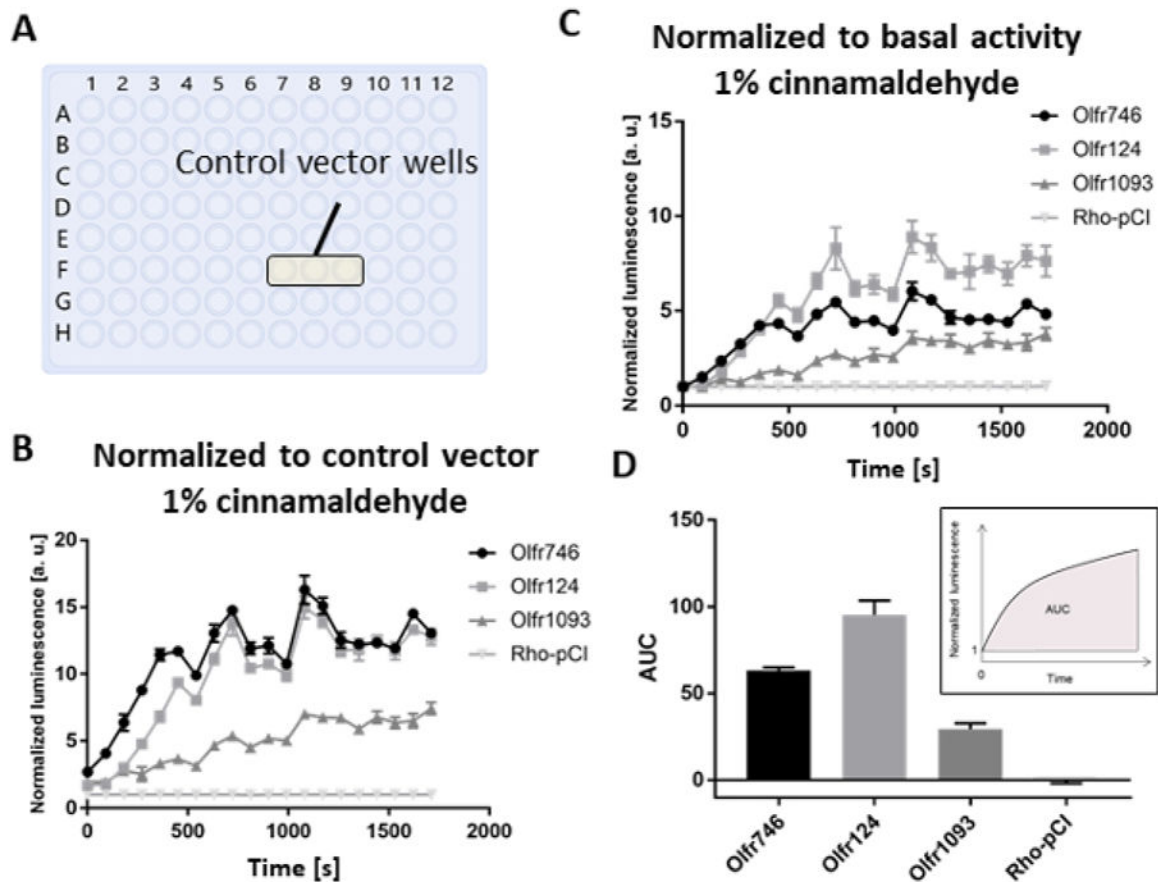 A
1 2 3 4 5 6 7 8 9 10 11 12
A
B
C
D
E
F
G
H
Control vector wells
B
Normalized to control vector
1% cinnamaldehyde
Normalized luminescence [a. u.]
20
15
10
5
0
0 500 1000 1500 2000
Time [s]
Olfr746
Olfr124
Olfr1093
Rho-pCI
C
Normalized to basal activity
1% cinnamaldehyde
Normalized luminescence [a. u.]
15
10
5
0
0 500 1000 1500 2000
Time [s]
Olfr746
Olfr124
Olfr1093
Rho-pCI
D
AUC
150
100
50
0
Olfr746 Olfr124 Olfr1093 Rho-pCI
Normalized luminescence
AUC
1
0
Time